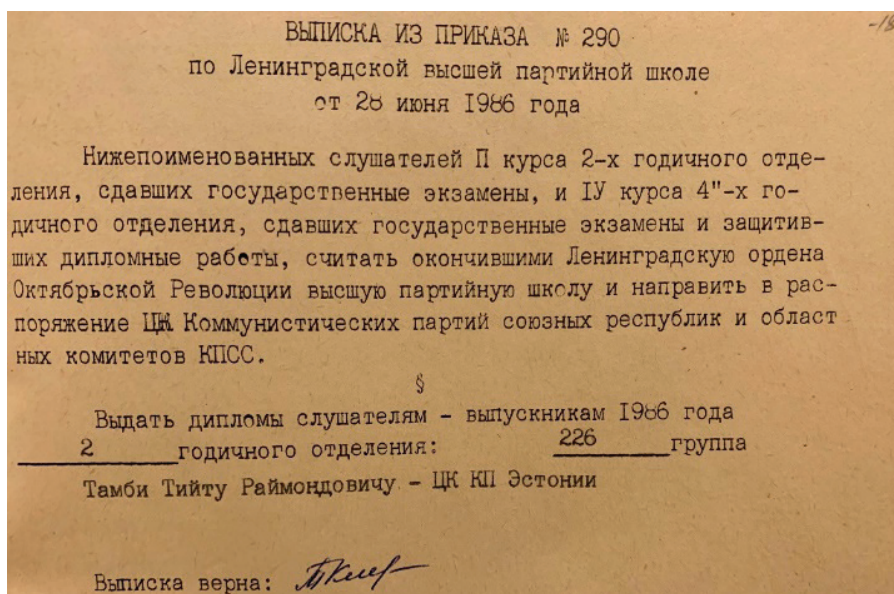 ВЫПИСКА ИЗ ПРИКАЗА № 290
по Ленинградской высшей партийной школе
от 28 июня 1986 года
Нижепоименованных слушателей П курса 2-х годичного отде-
ления, сдавших государственные экзамены, и IУ курса 4"-х го-
дичного отделения, сдавших государственные экзамены и защитив-
ших дипломные работы, считать окончившими Ленинградскую ордена
Октябрьской Революции высшую партийную школу и направить в рас-
поряжение ЦК Коммунистических партий союзных республик и област
ных комитетов КПСС.
§
Выдать дипломы слушателям - выпускникам 1986 года
2 годичного отделения: 226 группа
Тамби Тийту Раймондовичу - ЦК КП Эстонии
Выписка верна: